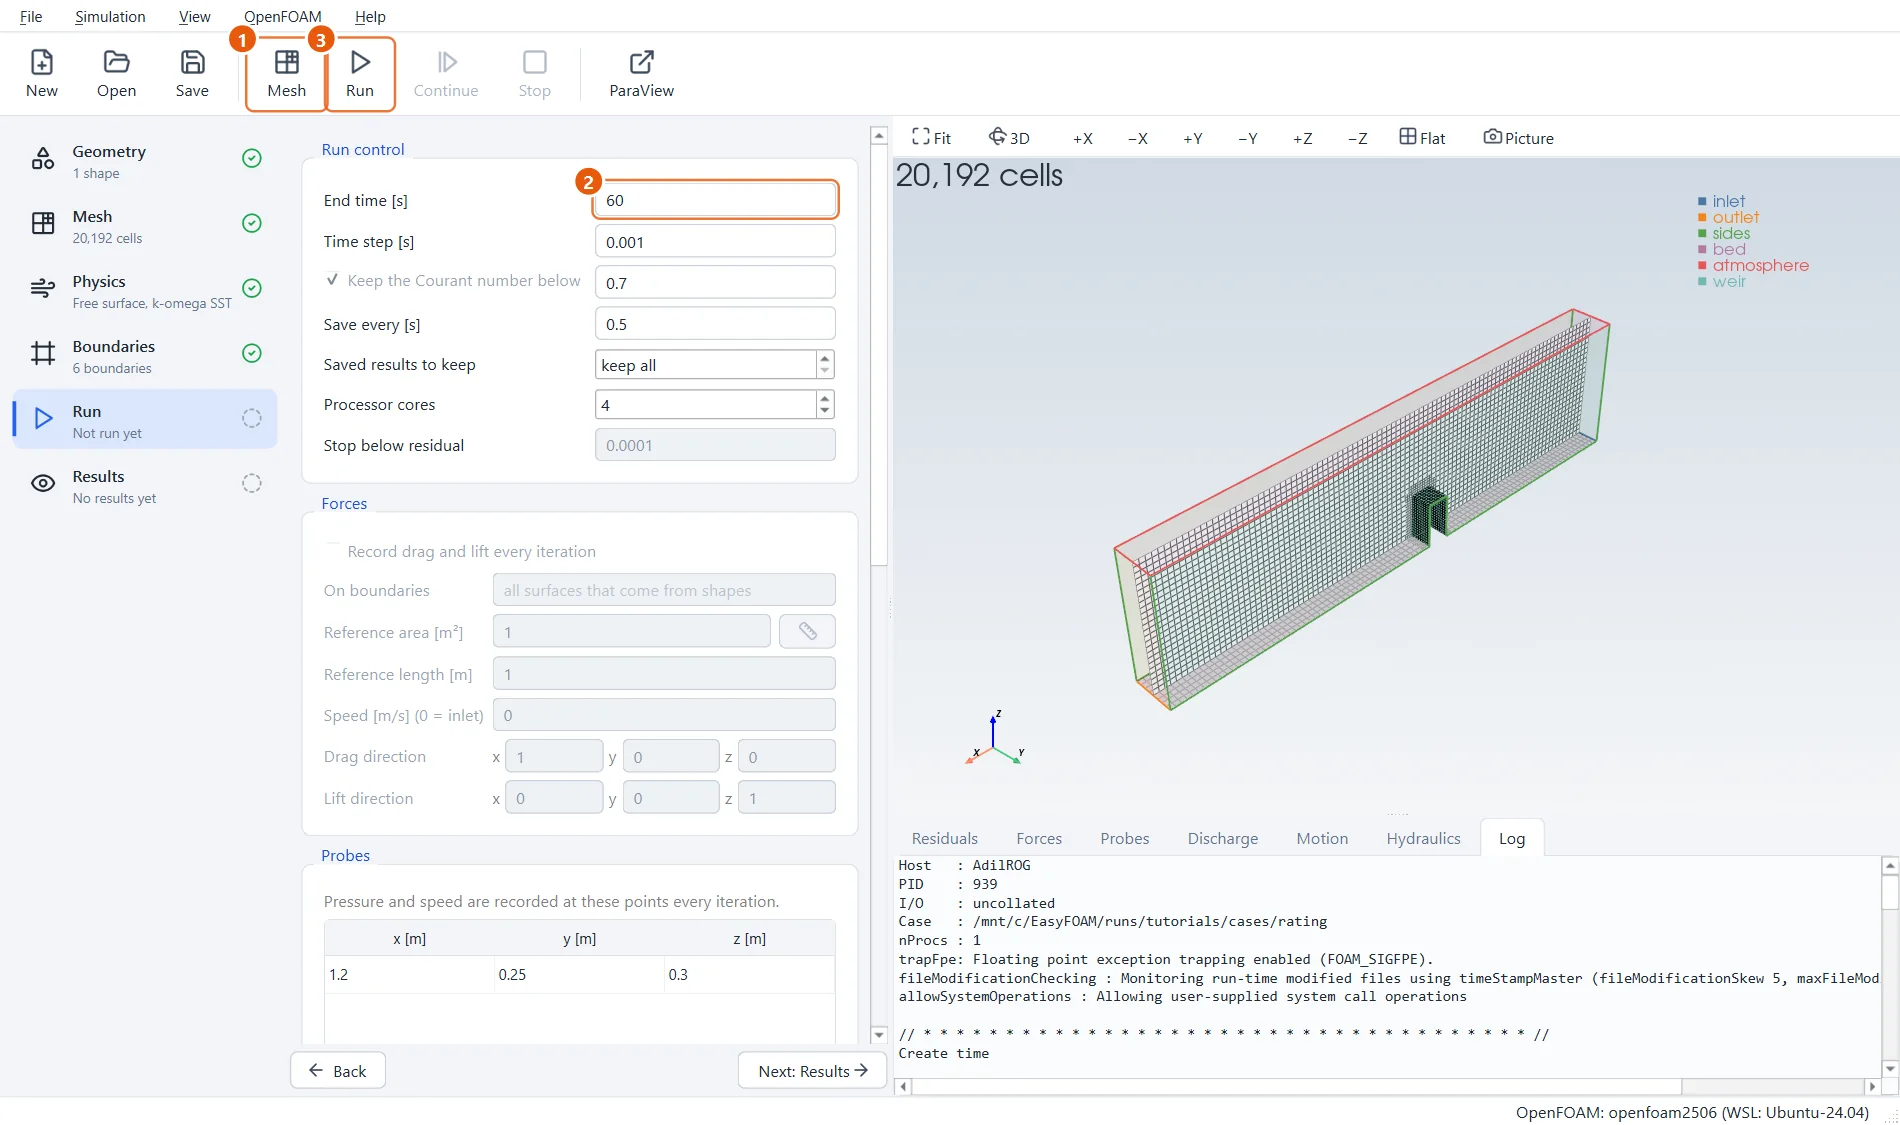 File Simulation View OpenFOAM Help
1 3
New Open Save Mesh Run Continue Stop ParaView
Geometry
1 shape
Mesh
20,192 cells
Physics
Free surface, k-omega SST
Boundaries
6 boundaries
Run
Not run yet
Results
No results yet
Run control
2
End time [s] 60
Time step [s] 0.001
Keep the Courant number below 0.7
Save every [s] 0.5
Saved results to keep keep all
Processor cores 4
Stop below residual 0.0001
Forces
Record drag and lift every iteration
On boundaries all surfaces that come from shapes
Reference area [m²] 1
Reference length [m] 1
Speed [m/s] (0 = inlet) 0
Drag direction x 1 y 0 z 0
Lift direction x 0 y 0 z 1
Probes
Pressure and speed are recorded at these points every iteration.
x [m] y [m] z [m]
1.2 0.25 0.3
Back Next: Results
Fit 3D +X −X +Y −Y +Z −Z Flat Picture
20,192 cells
inlet
outlet
sides
bed
atmosphere
weir
Z
X Y
Residuals Forces Probes Discharge Motion Hydraulics Log
Host : AdilROG
PID : 939
I/O : uncollated
Case : /mnt/c/EasyFOAM/runs/tutorials/cases/rating
nProcs : 1
trapFpe: Floating point exception trapping enabled (FOAM_SIGFPE).
fileModificationChecking : Monitoring run-time modified files using timeStampMaster (fileModificationSkew 5, maxFileMod
allowSystemOperations : Allowing user-supplied system call operations
// * * * * * * * * * * * * * * * * * * * * * * * * * * * * * * * * * * * * * //
Create time
OpenFOAM: openfoam2506 (WSL: Ubuntu-24.04)